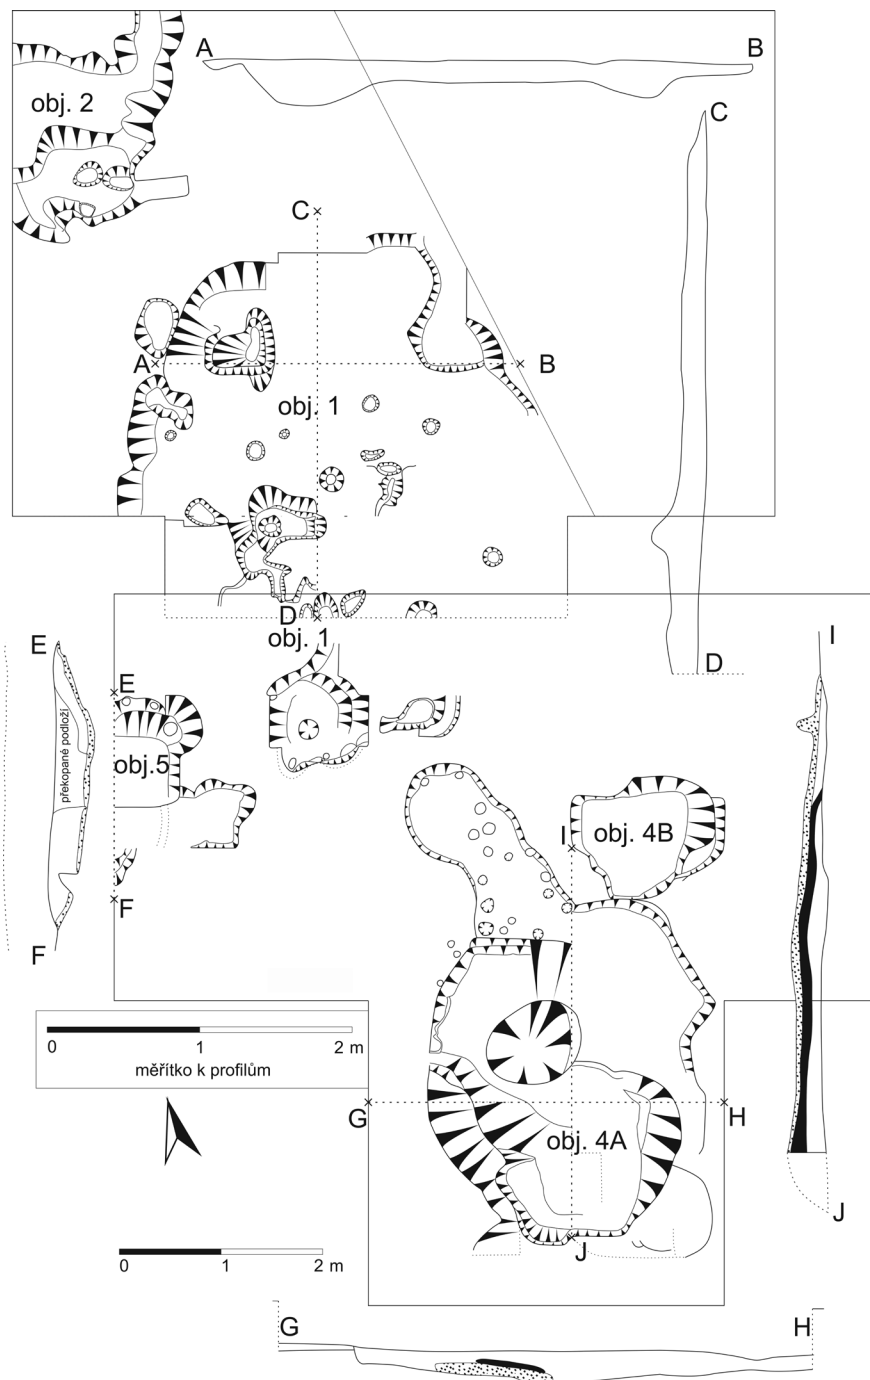 A
B
obj. 2
C
C
A
B
obj. 1
D
obj. 1
D
E
I
E
překopané podloží
obj.5
obj. 4B
I
F
F
0 1 2 m
měřítko k profilům
G
H
obj. 4A
J
J
0 1 2 m
G
H